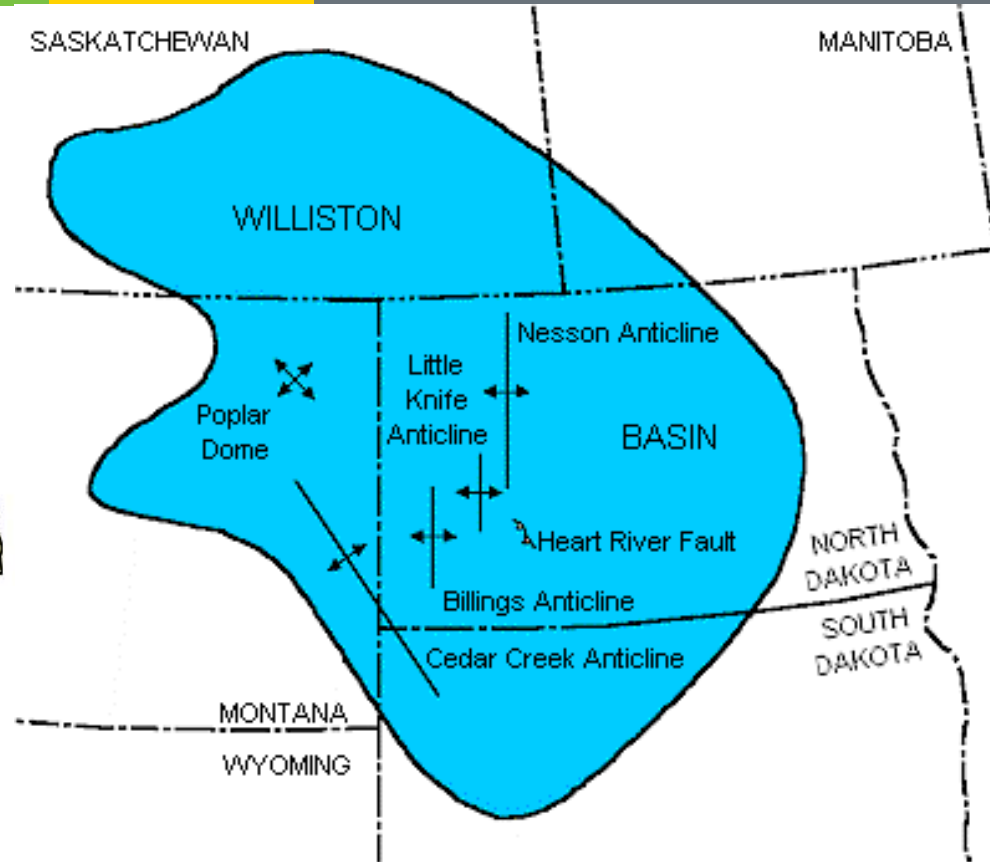 SASKATCHEWAN
MANITOBA
WILLISTON
Nesson Anticline
Little
Knife
Anticline
Poplar
Dome
BASIN
Heart River Fault
NORTH
DAKOTA
Billings Anticline
SOUTH
DAKOTA
Cedar Creek Anticline
MONTANA
WYOMING